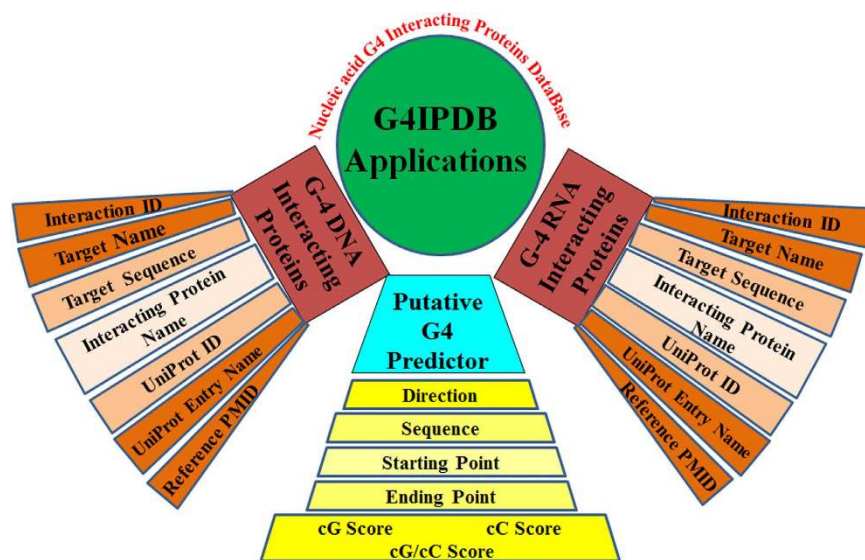 Nucleic acid G4 Interacting Proteins DataBase
G4IPDB
Applications
G-4 DNA
Interacting
Proteins
Interaction ID
Target Name
Target Sequence
Interacting Protein
Name
UniProt ID
UniProt Entry Name
Reference PMID
Putative
G4
Predictor
Direction
Sequence
Starting Point
Ending Point
cG Score cC Score
cG/cC Score
G-4 RNA
Interacting
Proteins
Interaction ID
Target Name
Target Sequence
Interacting Protein
Name
UniProt ID
UniProt Entry Name
Reference PMID